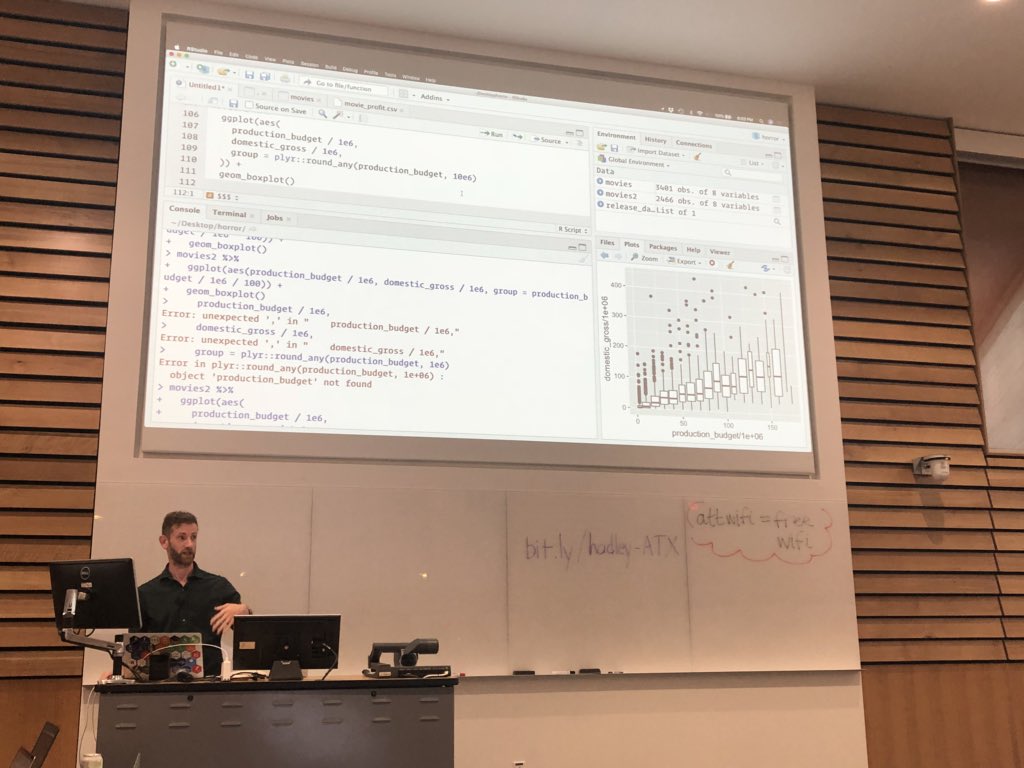 RStudio File Edit Code View Plots Session Build Debug Profile Tools Window Help
Go to file/function
Addins
Untitled1*
movies
movie_profit.csv
Source on Save
Run
Source
106
107 ggplot(aes(
108 production_budget / 1e6,
109 domestic_gross / 1e6,
110 group = plyr::round_any(production_budget, 10e6)
111 )) +
112 geom_boxplot()
112:1
$$$
R Script
Console Terminal Jobs
~/Desktop/horror/
+ geom_boxplot()
> movies2 %>%
+ ggplot(aes(production_budget / 1e6, domestic_gross / 1e6, group = production_b
udget / 1e6 / 100)) +
+ geom_boxplot()
> production_budget / 1e6,
Error: unexpected ',' in " production_budget / 1e6,"
> domestic_gross / 1e6,
Error: unexpected ',' in " domestic_gross / 1e6,"
> group = plyr::round_any(production_budget, 1e6)
Error in plyr::round_any(production_budget, 1e+06) :
object 'production_budget' not found
> movies2 %>%
+ ggplot(aes(
+ production_budget / 1e6,
Environment History Connections
Import Dataset
List
Global Environment
Data
movies 3401 obs. of 8 variables
movies2 2466 obs. of 8 variables
release_da… List of 1
horror
Files Plots Packages Help Viewer
Zoom Export
domestic_gross/1e+06
400
300
200
100
0
0 50 100 150
production_budget/1e+06
bit.ly/hadley-ATX
attwifi = free
wifi
DELL